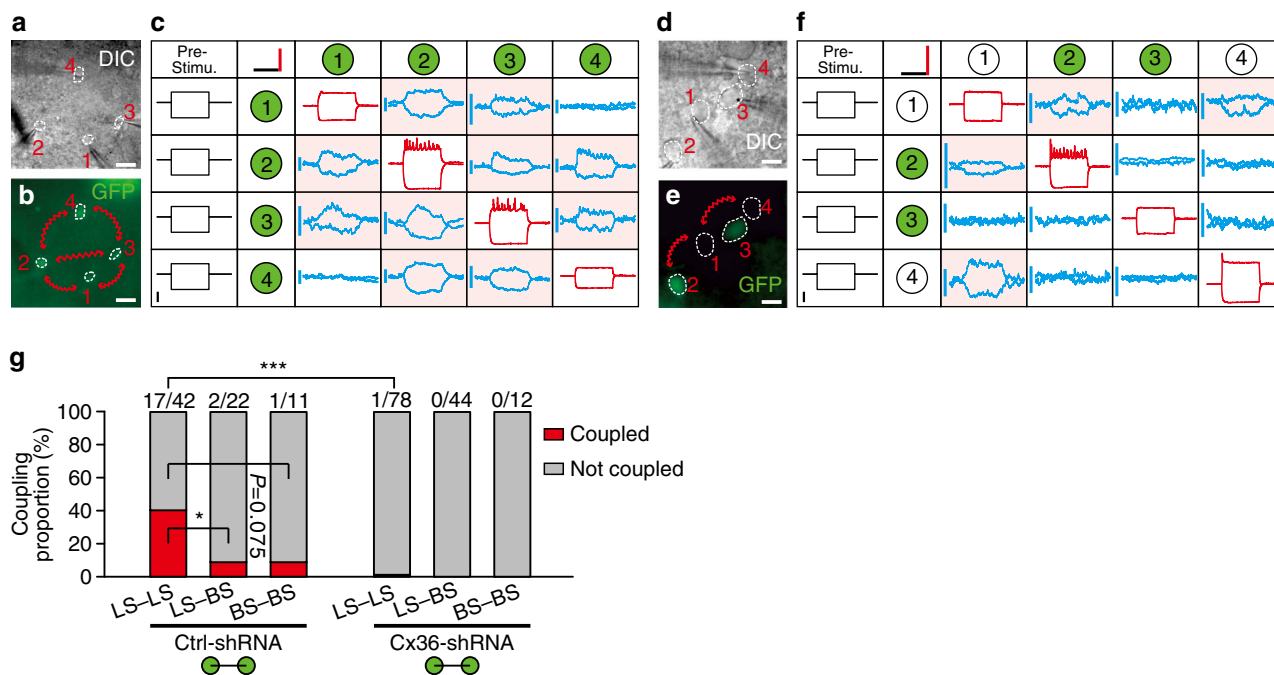 a
DIC
4
3
2
1
b
GFP
4
3
2
1
c
Pre-
Stimu.
1 2 3 4
1
2
3
4
d
4
1
3
2
DIC
e
4
1
3
2
GFP
f
Pre-
Stimu.
1 2 3 4
1
2
3
4
g
***
17/42 2/22 1/11 1/78 0/44 0/12
Coupling
proportion (%)
100
80
60
40
20
0
*
P=0.075
Coupled
Not coupled
LS–LS LS–BS BS–BS LS–LS LS–BS BS–BS
Ctrl-shRNA Cx36-shRNA